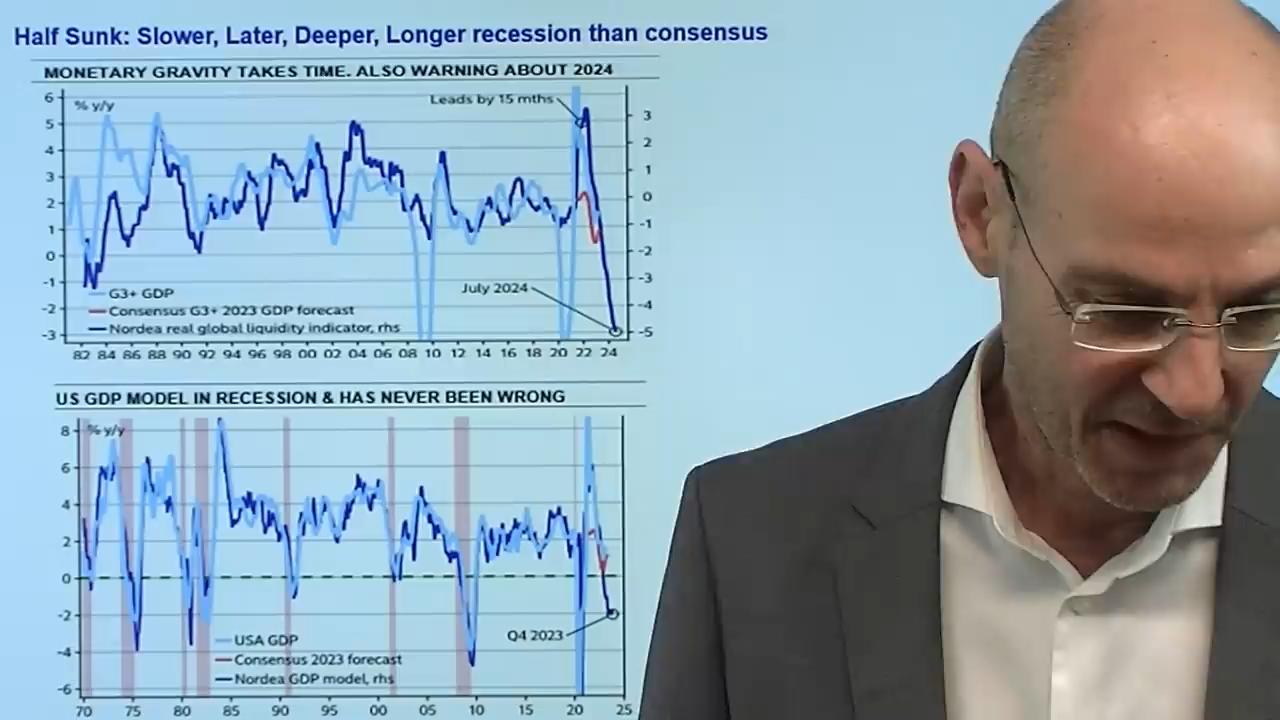 Half Sunk: Slower, Later, Deeper, Longer recession than consensus
MONETARY GRAVITY TAKES TIME. ALSO WARNING ABOUT 2024
% y/y
Leads by 15 mths
6
5
4
3
2
1
0
-1
-2
-3
3
2
1
0
-1
-2
-3
-4
-5
July 2024
G3+ GDP
Consensus G3+ 2023 GDP forecast
Nordea real global liquidity indicator, rhs
82 84 86 88 90 92 94 96 98 00 02 04 06 08 10 12 14 16 18 20 22 24
US GDP MODEL IN RECESSION & HAS NEVER BEEN WRONG
% y/y
8
6
4
2
0
-2
-4
-6
Q4 2023
USA GDP
Consensus 2023 forecast
Nordea GDP model, rhs
70 75 80 85 90 95 00 05 10 15 20 25